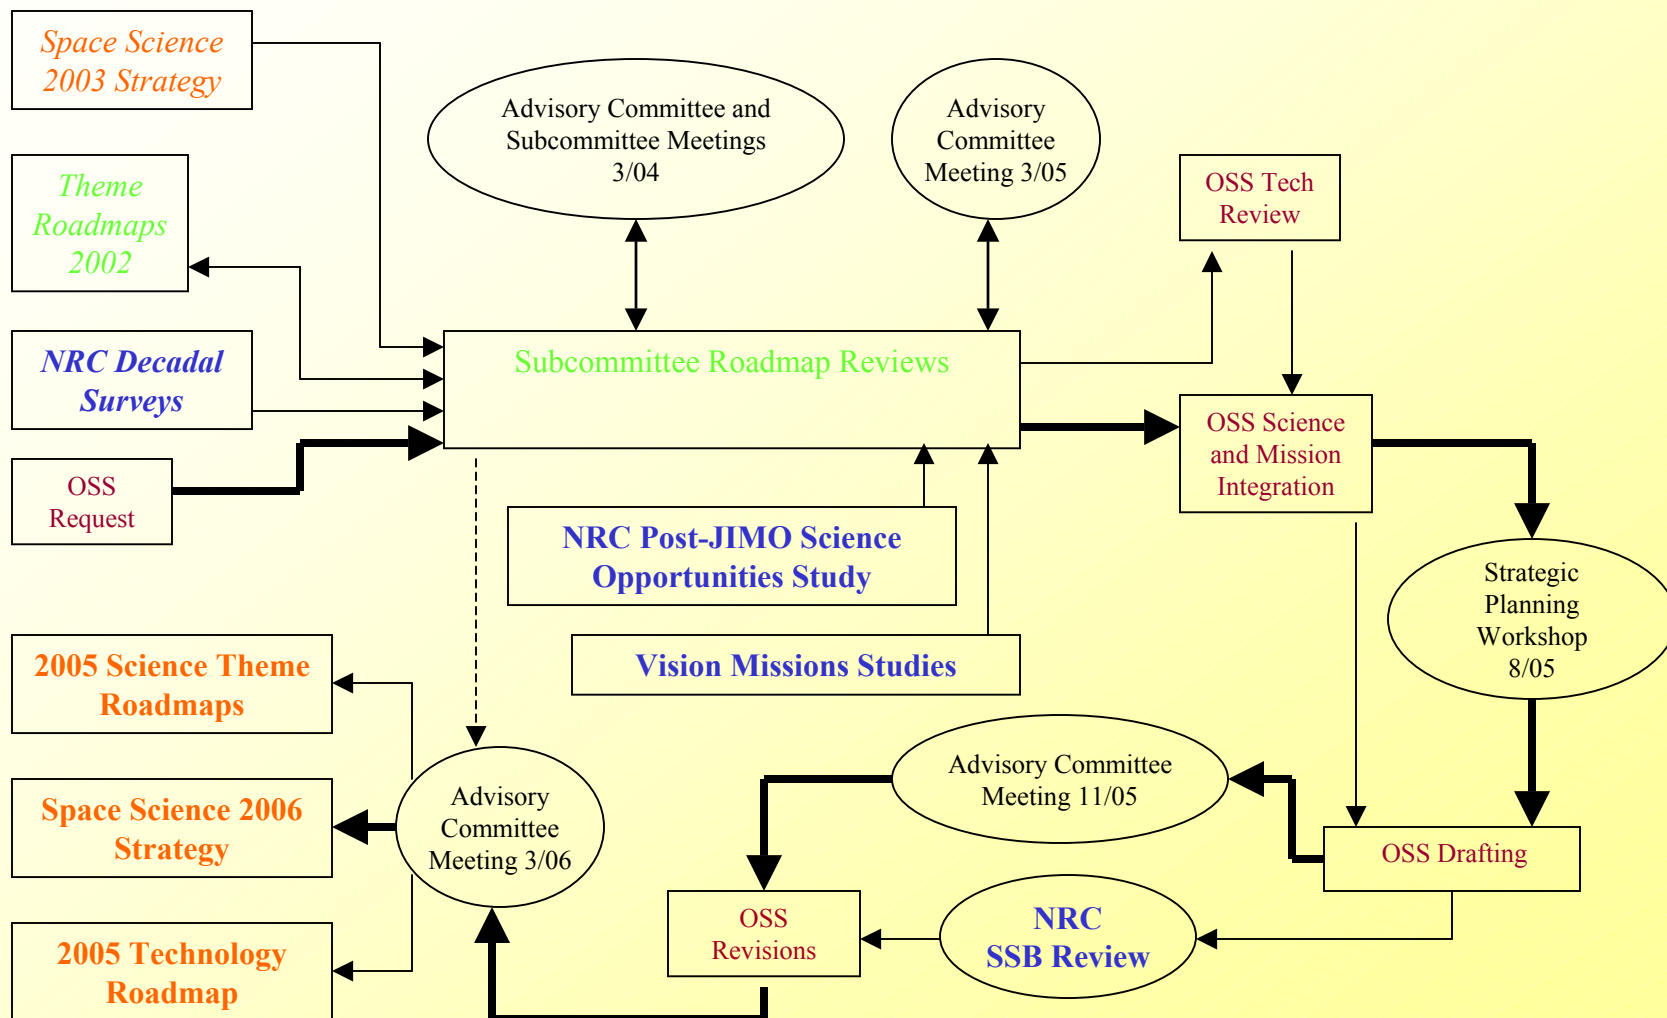 Space Science
2003 Strategy
Advisory Committee and
Subcommittee Meetings
3/04
Advisory
Committee
Meeting 3/05
Theme
Roadmaps
2002
OSS Tech
Review
NRC Decadal
Surveys
Subcommittee Roadmap Reviews
OSS Science
and Mission
Integration
OSS
Request
NRC Post-JIMO Science
Opportunities Study
Strategic
Planning
Workshop
8/05
Vision Missions Studies
2005 Science Theme
Roadmaps
Advisory Committee
Meeting 11/05
Space Science 2006
Strategy
Advisory
Committee
Meeting 3/06
OSS Drafting
OSS
Revisions
NRC
SSB Review
2005 Technology
Roadmap